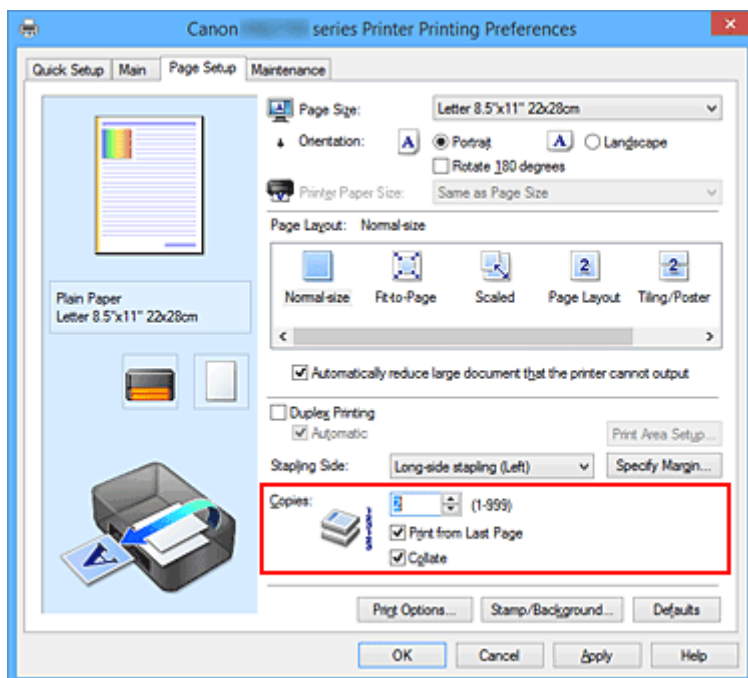 Canon series Printer Printing Preferences
Quick Setup Main Page Setup Maintenance
Page Size: Letter 8.5"x11" 22x28cm
Orientation: A Portrait A Landscape
Rotate 180 degrees
Printer Paper Size: Same as Page Size
Page Layout: Normal-size
2 2
Normal-size Fit-to-Page Scaled Page Layout Tiling/Poster
Plain Paper
Letter 8.5"x11" 22x28cm
Automatically reduce large document that the printer cannot output
Duplex Printing
Automatic
Print Area Setup...
Stapling Side: Long-side stapling (Left) Specify Margin...
Copies: 2 (1-999)
Print from Last Page
Collate
A
Print Options... Stamp/Background... Defaults
OK Cancel Apply Help